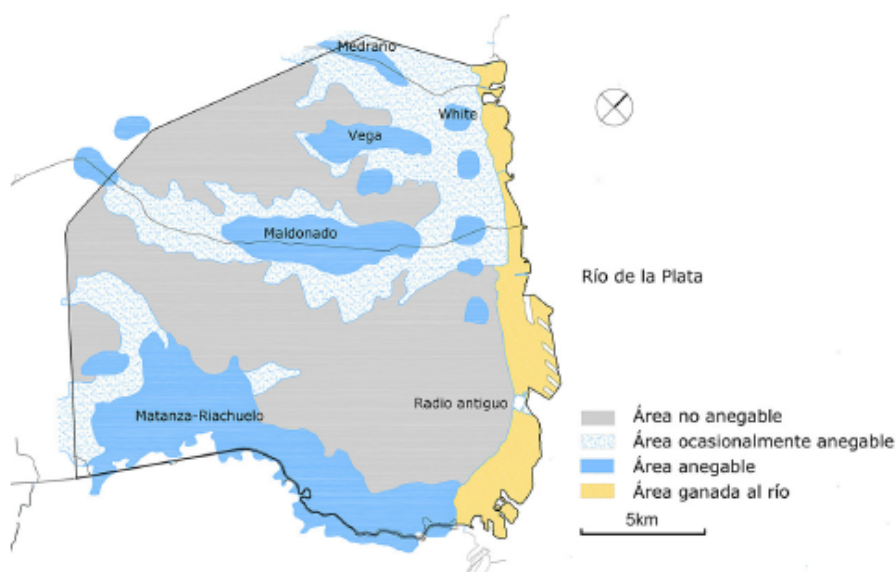 Medrano
White
Vega
Maldonado
Río de la Plata
Matanza-Riachuelo
Radio antiguo
Área no anegable
Área ocasionalmente anegable
Área anegable
Área ganada al río
5km